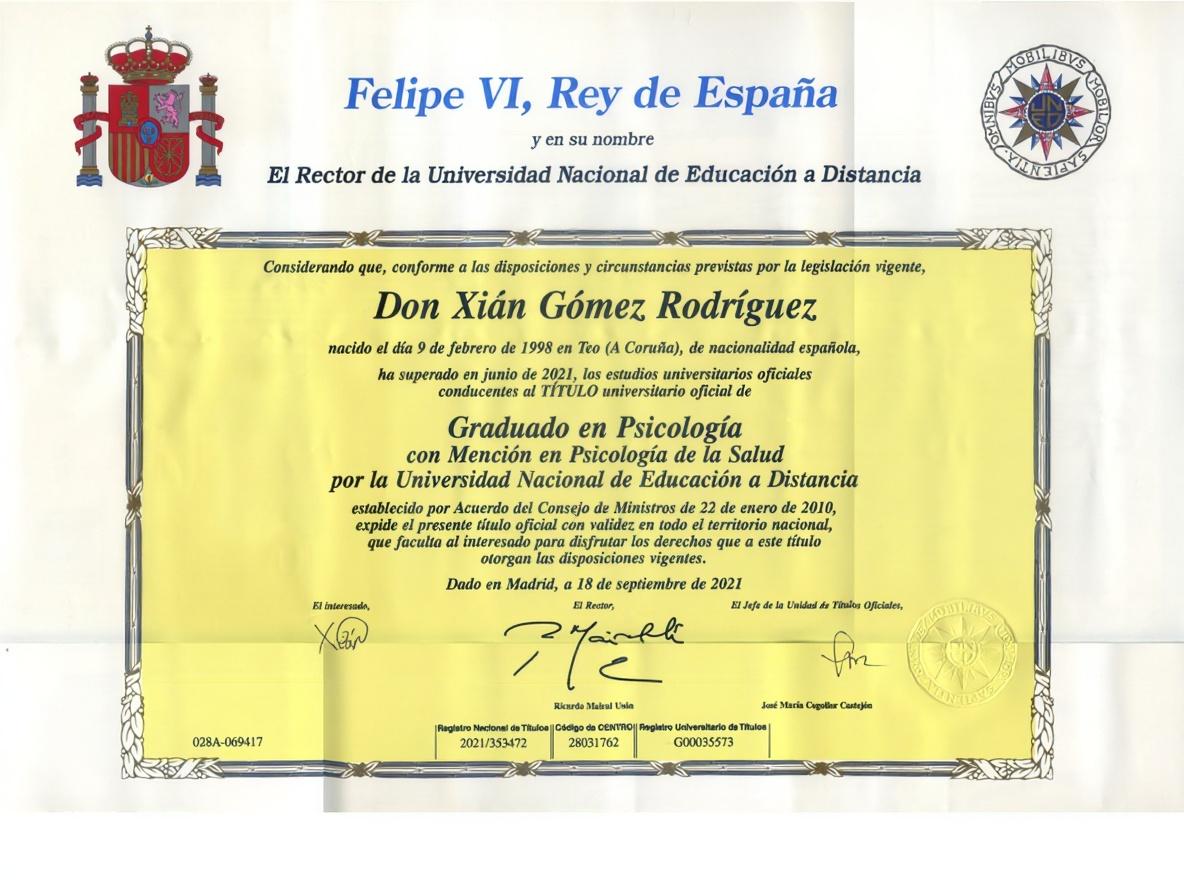 Felipe VI, Rey de España
y en su nombre
El Rector de la Universidad Nacional de Educación a Distancia
OMNIBVS MOBILIBVS MOBILIOR SAPIENTIA
UNED
Considerando que, conforme a las disposiciones y circunstancias previstas por la legislación vigente,
Don Xián Gómez Rodríguez
nacido el día 9 de febrero de 1998 en Teo (A Coruña), de nacionalidad española,
ha superado en junio de 2021, los estudios universitarios oficiales
conducentes al TÍTULO universitario oficial de
Graduado en Psicología
con Mención en Psicología de la Salud
por la Universidad Nacional de Educación a Distancia
establecido por Acuerdo del Consejo de Ministros de 22 de enero de 2010,
expide el presente título oficial con validez en todo el territorio nacional,
que faculta al interesado para disfrutar los derechos que a este título
otorgan las disposiciones vigentes.
Dado en Madrid, a 18 de septiembre de 2021
El interesado, El Rector, El Jefe de la Unidad de Títulos Oficiales,
Xián
Ricardo Mairal Usón José María Cugollar Castejón
Registro Nacional de Títulos Código de CENTRO Registro Universitario de Títulos
028A-069417 2021/353472 28031762 G00035573